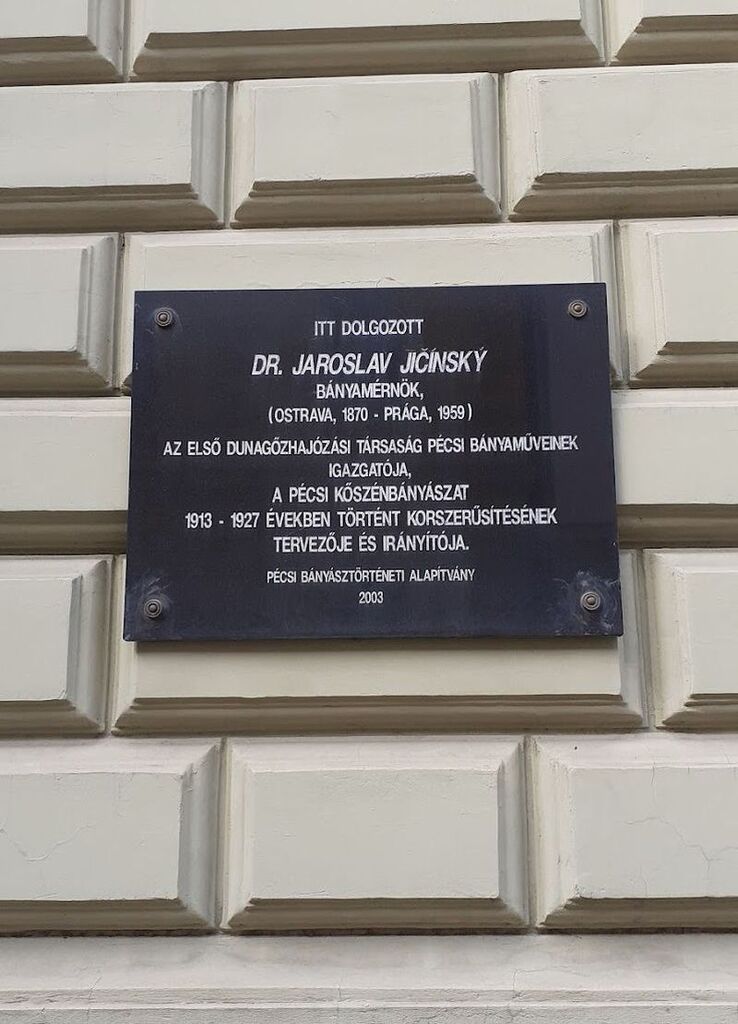 ITT DOLGOZOTT
DR. JAROSLAV JIČÍNSKÝ
BÁNYAMÉRNÖK,
(OSTRAVA, 1870 - PRÁGA, 1959)
AZ ELSŐ DUNAGŐZHAJÓZÁSI TÁRSASÁG PÉCSI BÁNYAMŰVEINEK
IGAZGATÓJA,
A PÉCSI KŐSZÉNBÁNYÁSZAT
1913 - 1927 ÉVEKBEN TÖRTÉNT KORSZERŰSÍTÉSÉNEK
TERVEZŐJE ÉS IRÁNYÍTÓJA.
PÉCSI BÁNYÁSZTÖRTÉNETI ALAPÍTVÁNY
2003